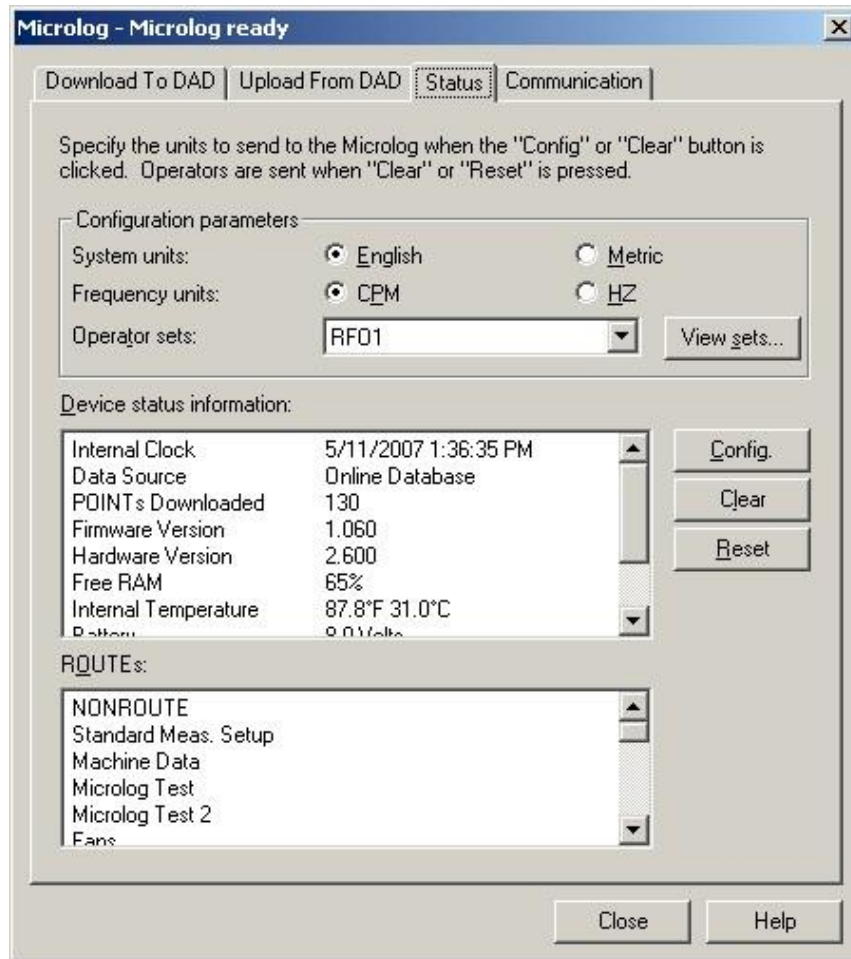 Microlog - Microlog ready
Download To DAD Upload From DAD Status Communication
Specify the units to send to the Microlog when the "Config" or "Clear" button is
clicked. Operators are sent when "Clear" or "Reset" is pressed.
Configuration parameters
System units: English Metric
Frequency units: CPM HZ
Operator sets: RF01 View sets...
Device status information:
Internal Clock 5/11/2007 1:36:35 PM
Data Source Online Database
POINTs Downloaded 130
Firmware Version 1.060
Hardware Version 2.600
Free RAM 65%
Internal Temperature 87.8°F 31.0°C
Battery Volts
Config.
Clear
Reset
ROUTEs:
NONROUTE
Standard Meas. Setup
Machine Data
Microlog Test
Microlog Test 2
Fans
Close Help